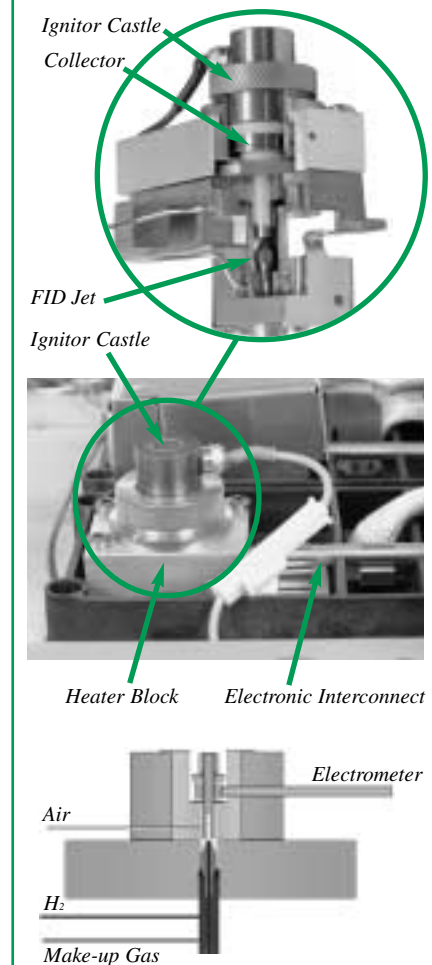 Ignitor Castle
Collector
FID Jet
Ignitor Castle
Heater Block
Electronic Interconnect
Electrometer
Air
H₂
Make-up Gas